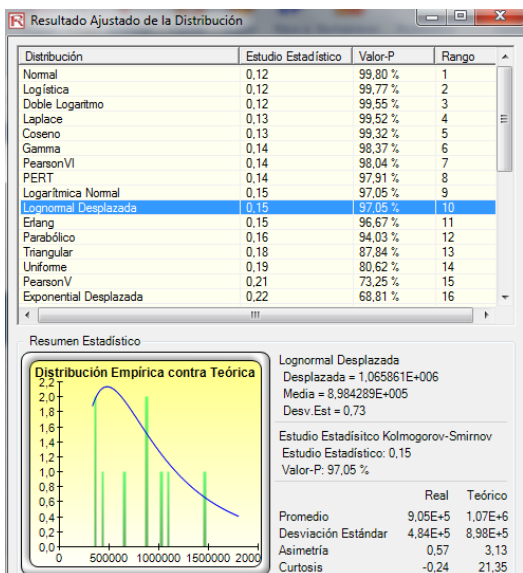 Resultado Ajustado de la Distribución
Distribución Estudio Estadístico Valor-P Rango
Normal 0,12 99,80 % 1
Logística 0,12 99,77 % 2
Doble Logaritmo 0,12 99,55 % 3
Laplace 0,13 99,52 % 4
Coseno 0,13 99,32 % 5
Gamma 0,14 98,37 % 6
PearsonVI 0,14 98,04 % 7
PERT 0,14 97,91 % 8
Logarítmica Normal 0,15 97,05 % 9
Lognormal Desplazada 0,15 97,05 % 10
Erlang 0,15 96,67 % 11
Parabólico 0,16 94,03 % 12
Triangular 0,18 87,84 % 13
Uniforme 0,19 80,62 % 14
PearsonV 0,21 73,25 % 15
Exponential Desplazada 0,22 68,81 % 16
Resumen Estadístico
Distribución Empírica contra Teórica
2,2
2,0
1,8
1,6
1,4
1,2
1,0
0,8
0,6
0,4
0,2
0,0
0 500000 1000000 1500000 2000
Lognormal Desplazada
Desplazada = 1,065861E+006
Media = 8,984289E+005
Desv.Est = 0,73
Estudio Estadísitco Kolmogorov-Smirnov
Estudio Estadístico: 0,15
Valor-P: 97,05 %
Real Teórico
Promedio 9,05E+5 1,07E+6
Desviación Estándar 4,84E+5 8,98E+5
Asimetría 0,57 3,13
Curtosis -0,24 21,35